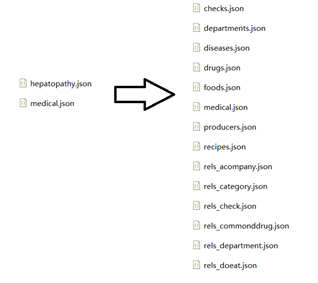 hepatopathy.json
medical.json
checks.json
departments.json
diseases.json
drugs.json
foods.json
medical.json
producers.json
recipes.json
rels_acompany.json
rels_category.json
rels_check.json
rels_commonddrug.json
rels_department.json
rels_doeat.json